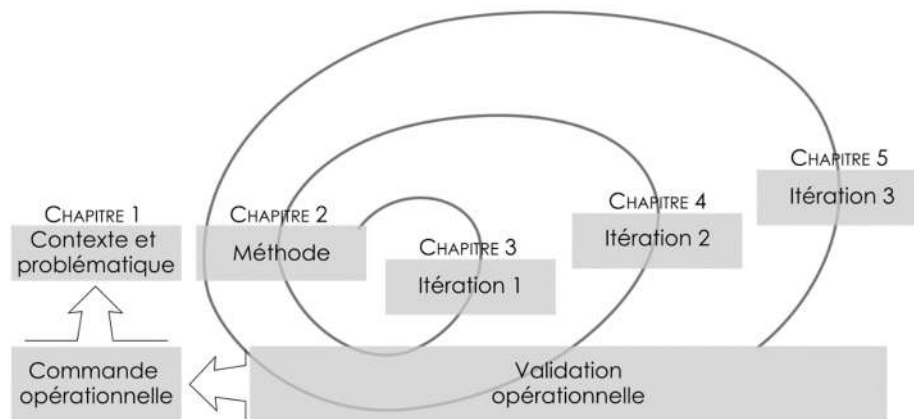 CHAPITRE 1
Contexte et
problématique
CHAPITRE 2
Méthode
CHAPITRE 3
Itération 1
CHAPITRE 4
Itération 2
CHAPITRE 5
Itération 3
Commande
opérationnelle
Validation
opérationnelle